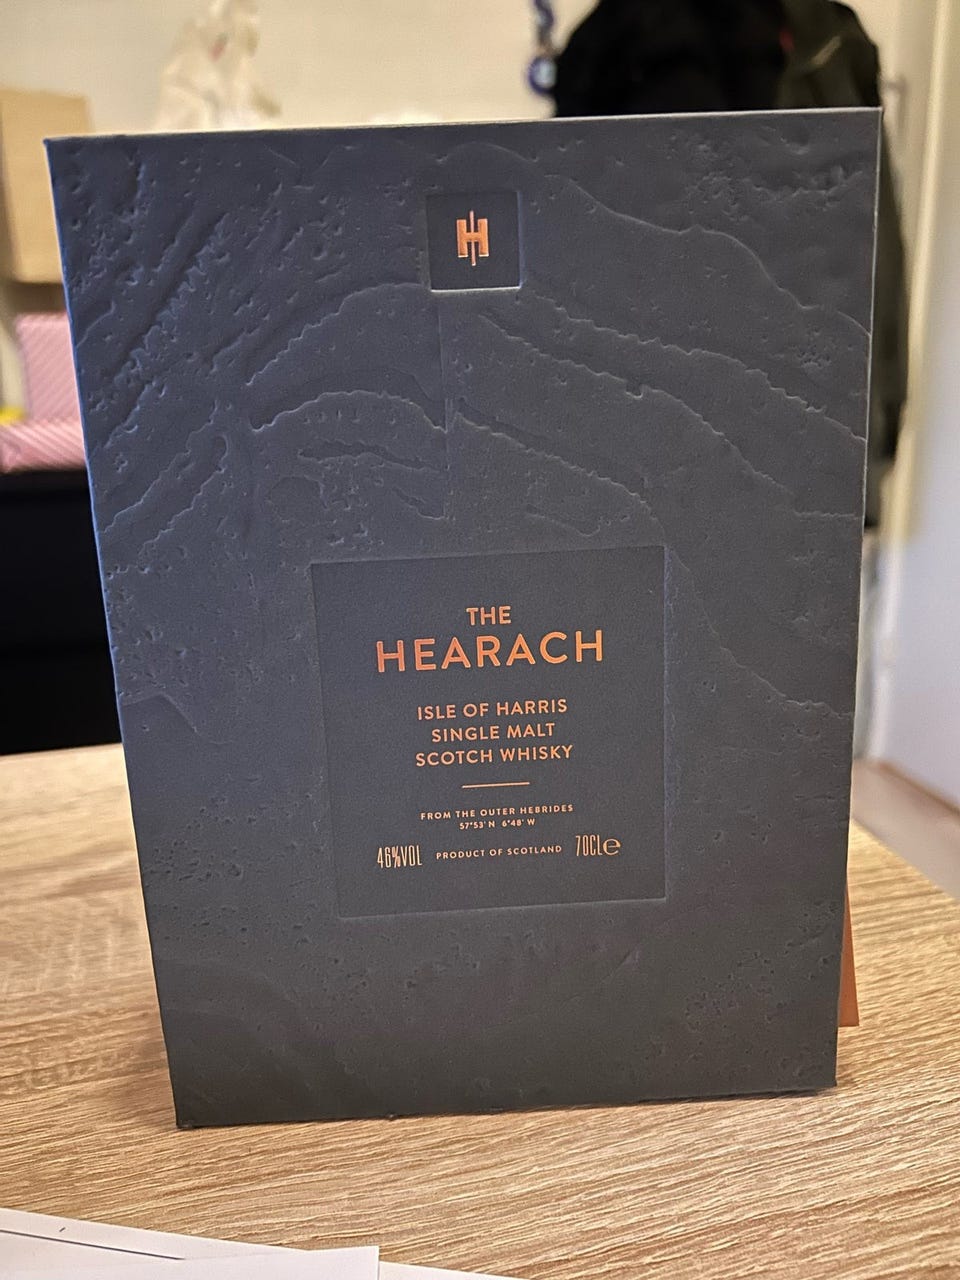 H
THE
HEARACH
ISLE OF HARRIS
SINGLE MALT
SCOTCH WHISKY
FROM THE OUTER HEBRIDES
57°53' N 6°48' W
46%VOL PRODUCT OF SCOTLAND 70CLe